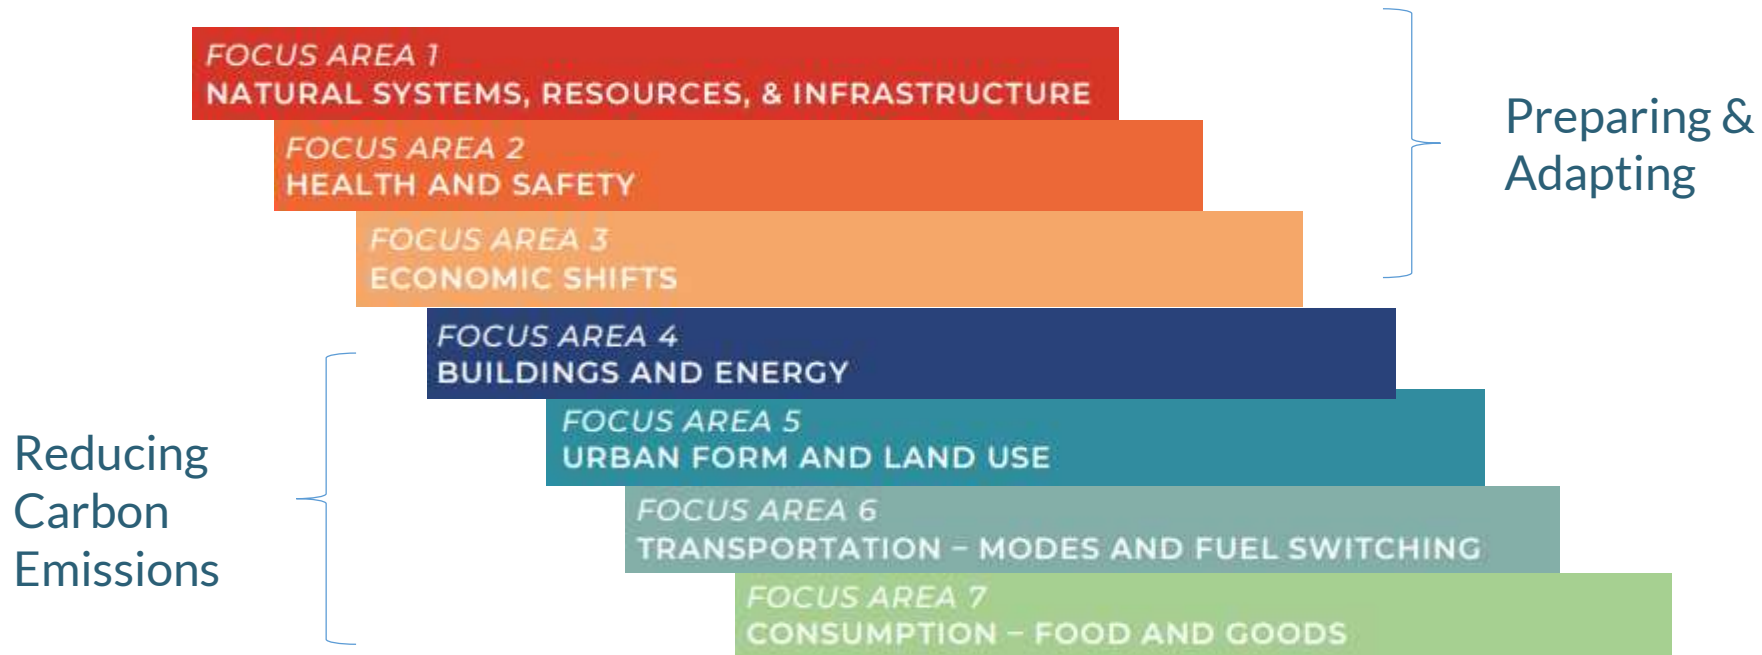 FOCUS AREA 1
NATURAL SYSTEMS, RESOURCES, & INFRASTRUCTURE
FOCUS AREA 2
HEALTH AND SAFETY
FOCUS AREA 3
ECONOMIC SHIFTS
Preparing &
Adapting
FOCUS AREA 4
BUILDINGS AND ENERGY
FOCUS AREA 5
URBAN FORM AND LAND USE
FOCUS AREA 6
TRANSPORTATION – MODES AND FUEL SWITCHING
FOCUS AREA 7
CONSUMPTION – FOOD AND GOODS
Reducing
Carbon
Emissions